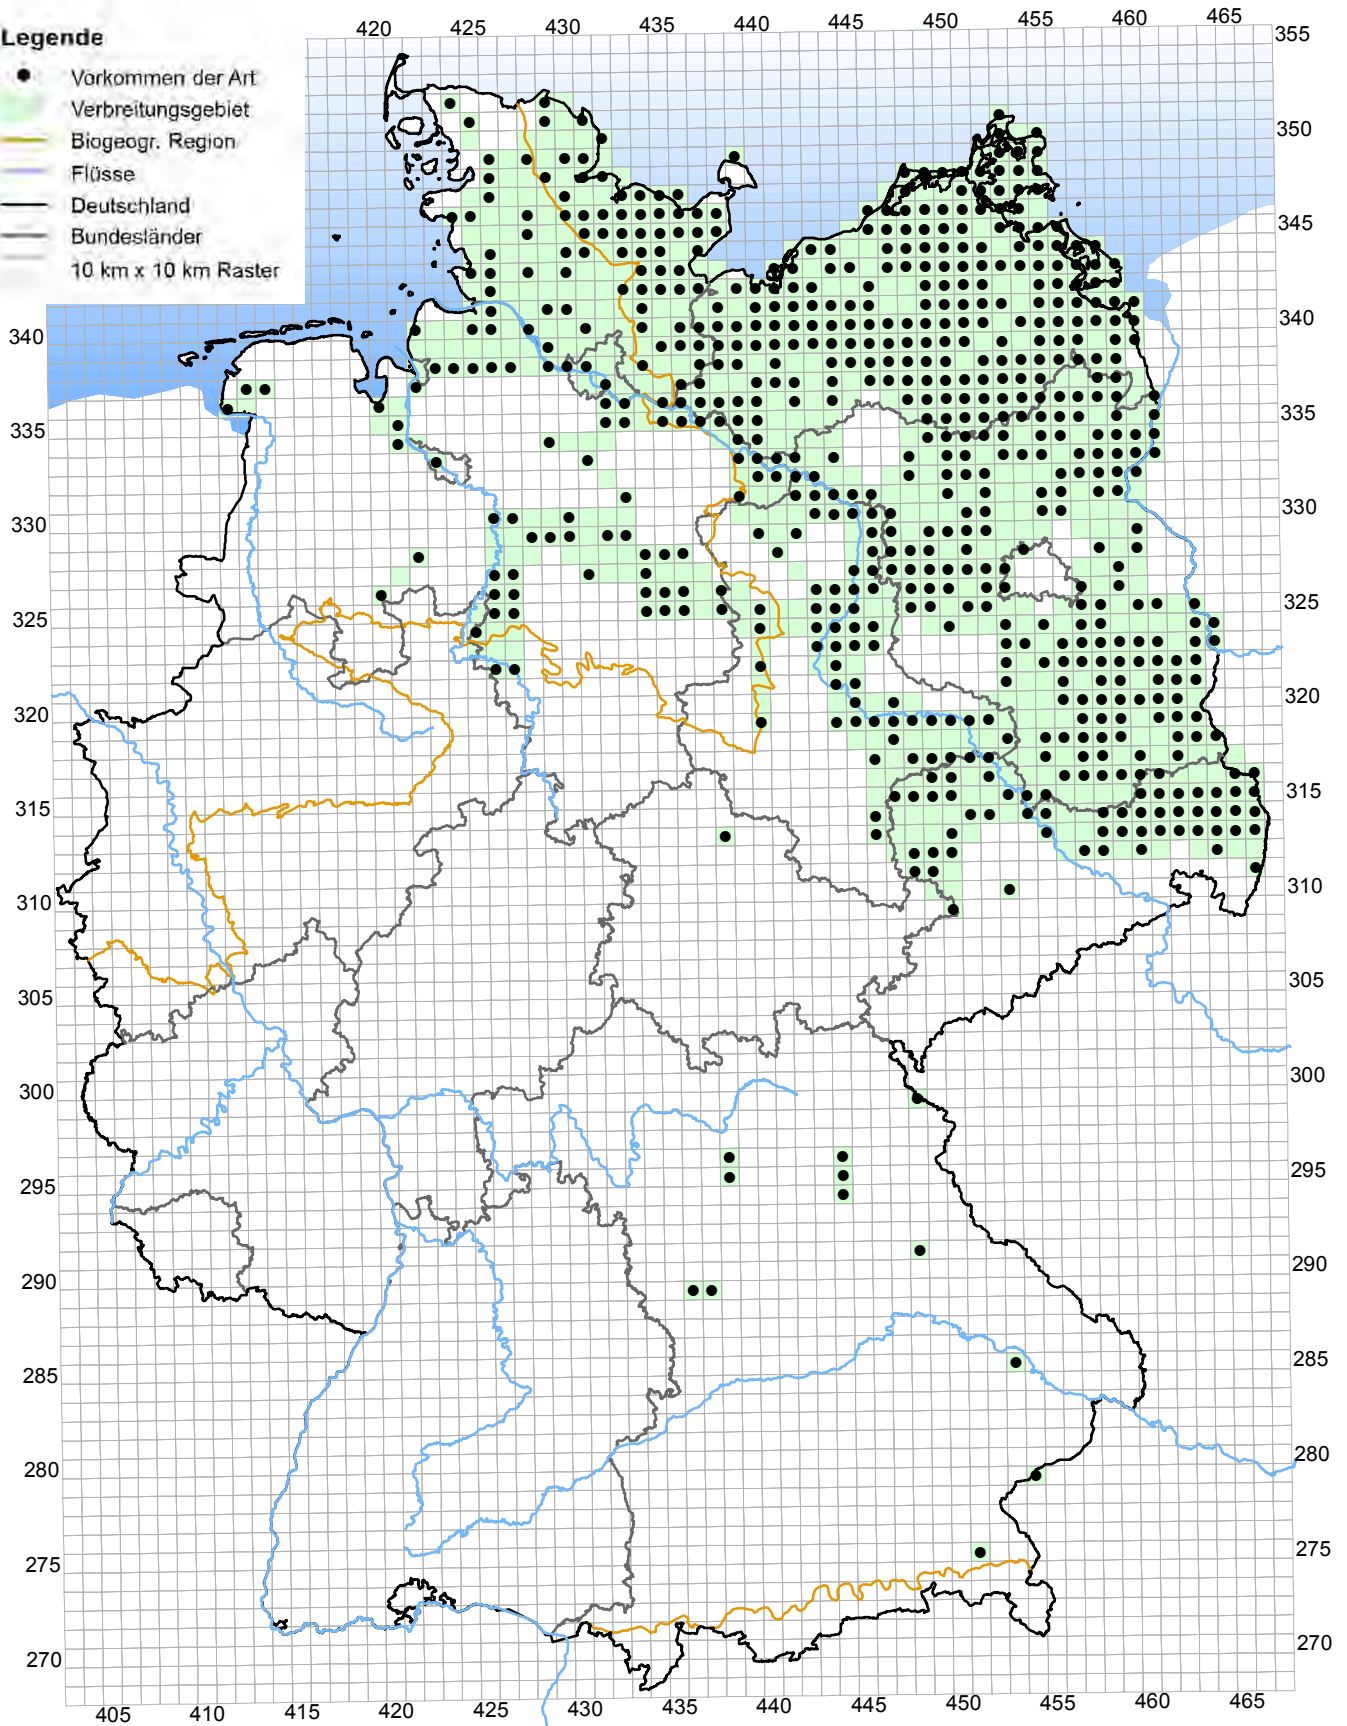 Legende
Vorkommen der Art
Verbreitungsgebiet
Biogeogr. Region
Flüsse
Deutschland
Bundesländer
10 km x 10 km Raster
420 425 430 435 440 445 450 455 460 465
355
350
345
340 340
335 335
330 330
325 325
320 320
315 315
310 310
305 305
300 300
295 295
290 290
285 285
280 280
275 275
270 270
405 410 415 420 425 430 435 440 445 450 455 460 465